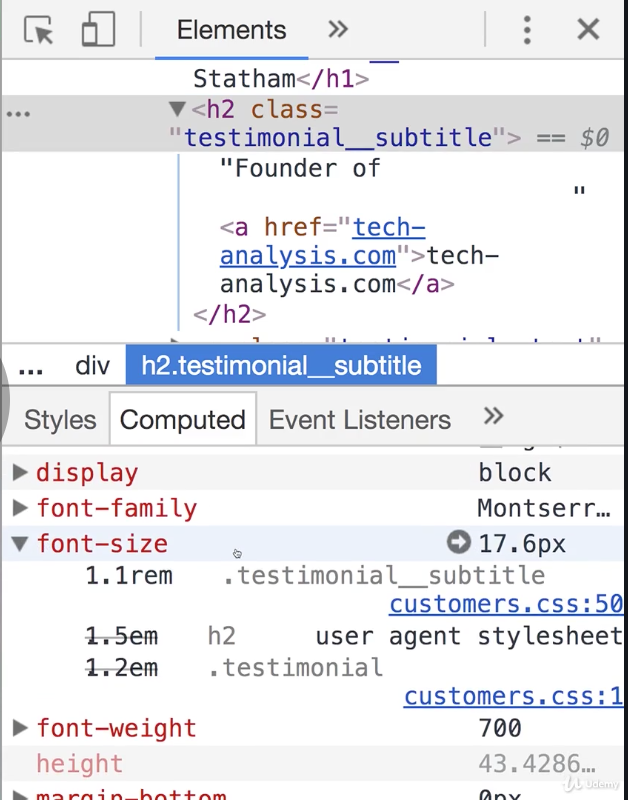 Elements
Statham</h1>
...
▼<h2 class=
"testimonial__subtitle"> == $0
"Founder of
"
<a href="tech-
analysis.com">tech-
analysis.com</a>
</h2>
... div h2.testimonial__subtitle
Styles Computed Event Listeners
display block
font-family Montserr…
font-size 17.6px
1.1rem .testimonial__subtitle
customers.css:50
1.5em h2 user agent stylesheet
1.2em .testimonial
customers.css:1
font-weight 700
height 43.4286…
margin-bottom 0px
Udemy